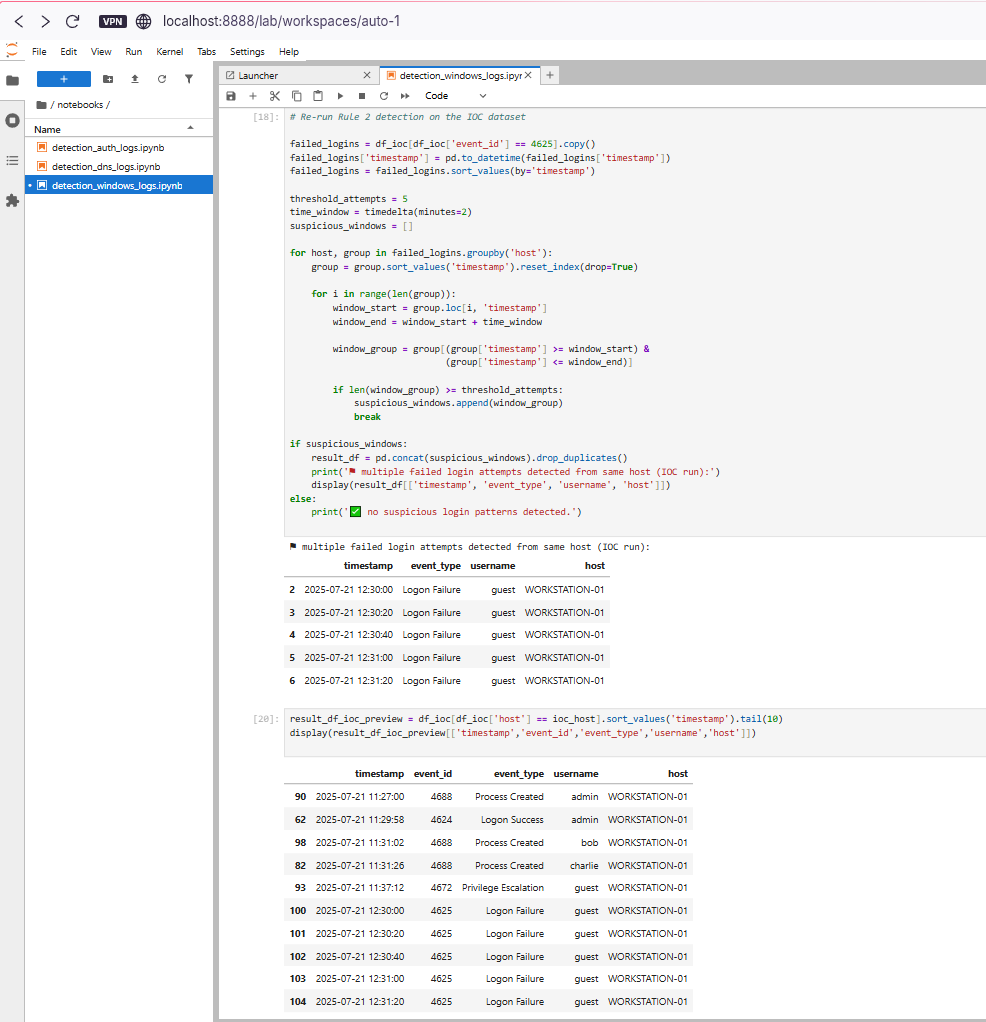 VPN localhost:8888/lab/workspaces/auto-1
File Edit View Run Kernel Tabs Settings Help
+
/ notebooks /
Name
detection_auth_logs.ipynb
detection_dns_logs.ipynb
detection_windows_logs.ipynb
Launcher × detection_windows_logs.ipyr × +
Code
[18]:
# Re-run Rule 2 detection on the IOC dataset
failed_logins = df_ioc[df_ioc['event_id'] == 4625].copy()
failed_logins['timestamp'] = pd.to_datetime(failed_logins['timestamp'])
failed_logins = failed_logins.sort_values(by='timestamp')
threshold_attempts = 5
time_window = timedelta(minutes=2)
suspicious_windows = []
for host, group in failed_logins.groupby('host'):
    group = group.sort_values('timestamp').reset_index(drop=True)
    for i in range(len(group)):
        window_start = group.loc[i, 'timestamp']
        window_end = window_start + time_window
        window_group = group[(group['timestamp'] >= window_start) &
                             (group['timestamp'] <= window_end)]
        if len(window_group) >= threshold_attempts:
            suspicious_windows.append(window_group)
            break
if suspicious_windows:
    result_df = pd.concat(suspicious_windows).drop_duplicates()
    print('⚑ multiple failed login attempts detected from same host (IOC run):')
    display(result_df[['timestamp', 'event_type', 'username', 'host']])
else:
    print('✅ no suspicious login patterns detected.')
⚑ multiple failed login attempts detected from same host (IOC run):
timestamp event_type username host
2 2025-07-21 12:30:00 Logon Failure guest WORKSTATION-01
3 2025-07-21 12:30:20 Logon Failure guest WORKSTATION-01
4 2025-07-21 12:30:40 Logon Failure guest WORKSTATION-01
5 2025-07-21 12:31:00 Logon Failure guest WORKSTATION-01
6 2025-07-21 12:31:20 Logon Failure guest WORKSTATION-01
[20]:
result_df_ioc_preview = df_ioc[df_ioc['host'] == ioc_host].sort_values('timestamp').tail(10)
display(result_df_ioc_preview[['timestamp','event_id','event_type','username','host']])
timestamp event_id event_type username host
90 2025-07-21 11:27:00 4688 Process Created admin WORKSTATION-01
62 2025-07-21 11:29:58 4624 Logon Success admin WORKSTATION-01
98 2025-07-21 11:31:02 4688 Process Created bob WORKSTATION-01
82 2025-07-21 11:31:26 4688 Process Created charlie WORKSTATION-01
93 2025-07-21 11:37:12 4672 Privilege Escalation guest WORKSTATION-01
100 2025-07-21 12:30:00 4625 Logon Failure guest WORKSTATION-01
101 2025-07-21 12:30:20 4625 Logon Failure guest WORKSTATION-01
102 2025-07-21 12:30:40 4625 Logon Failure guest WORKSTATION-01
103 2025-07-21 12:31:00 4625 Logon Failure guest WORKSTATION-01
104 2025-07-21 12:31:20 4625 Logon Failure guest WORKSTATION-01